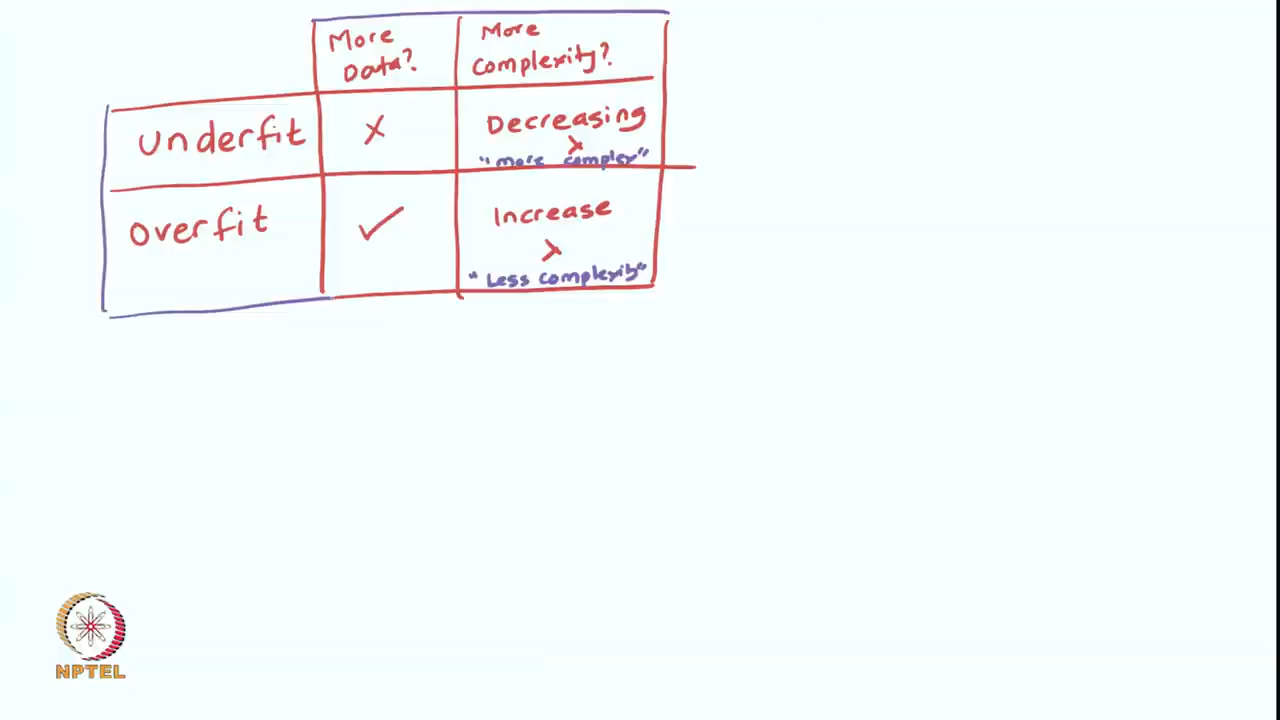 More
Data?
More
Complexity?
Underfit
x
Decreasing
λ
"More complex"
Overfit
✓
Increase
λ
"Less complexity"
NPTEL